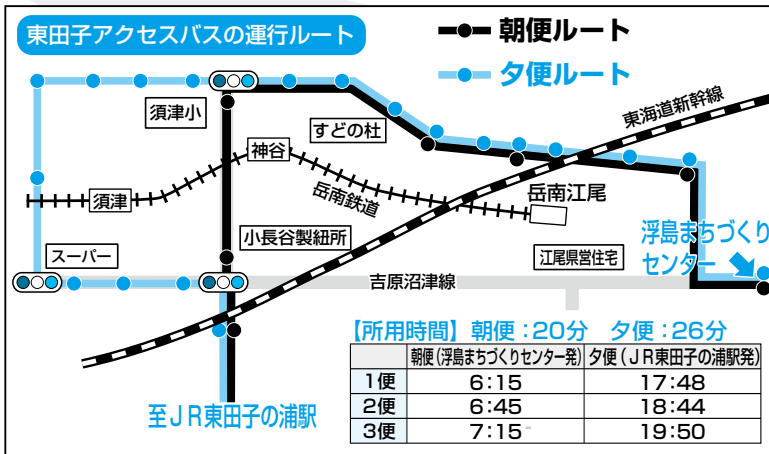 東田子アクセスバスの運行ルート
朝便ルート
夕便ルート
東海道新幹線
須津小
すどの杜
神谷
岳南鉄道
岳南江尾
須津
小長谷製紐所
浮島まちづくり
センター
スーパー
江尾県営住宅
吉原沼津線
【所用時間】朝便:20分 夕便:26分
朝便(浮島まちづくりセンター発) 夕便(JR東田子の浦駅発)
1便 6:15 17:48
2便 6:45 18:44
3便 7:15 19:50
至JR東田子の浦駅